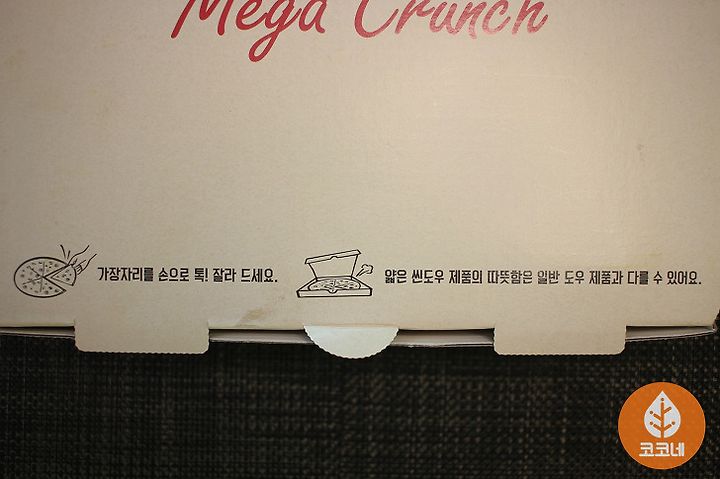 Mega Crunch
가장자리를 손으로 톡! 잘라 드세요.
얇은 씬도우 제품의 따뜻함은 일반 도우 제품과 다를 수 있어요.
코코네